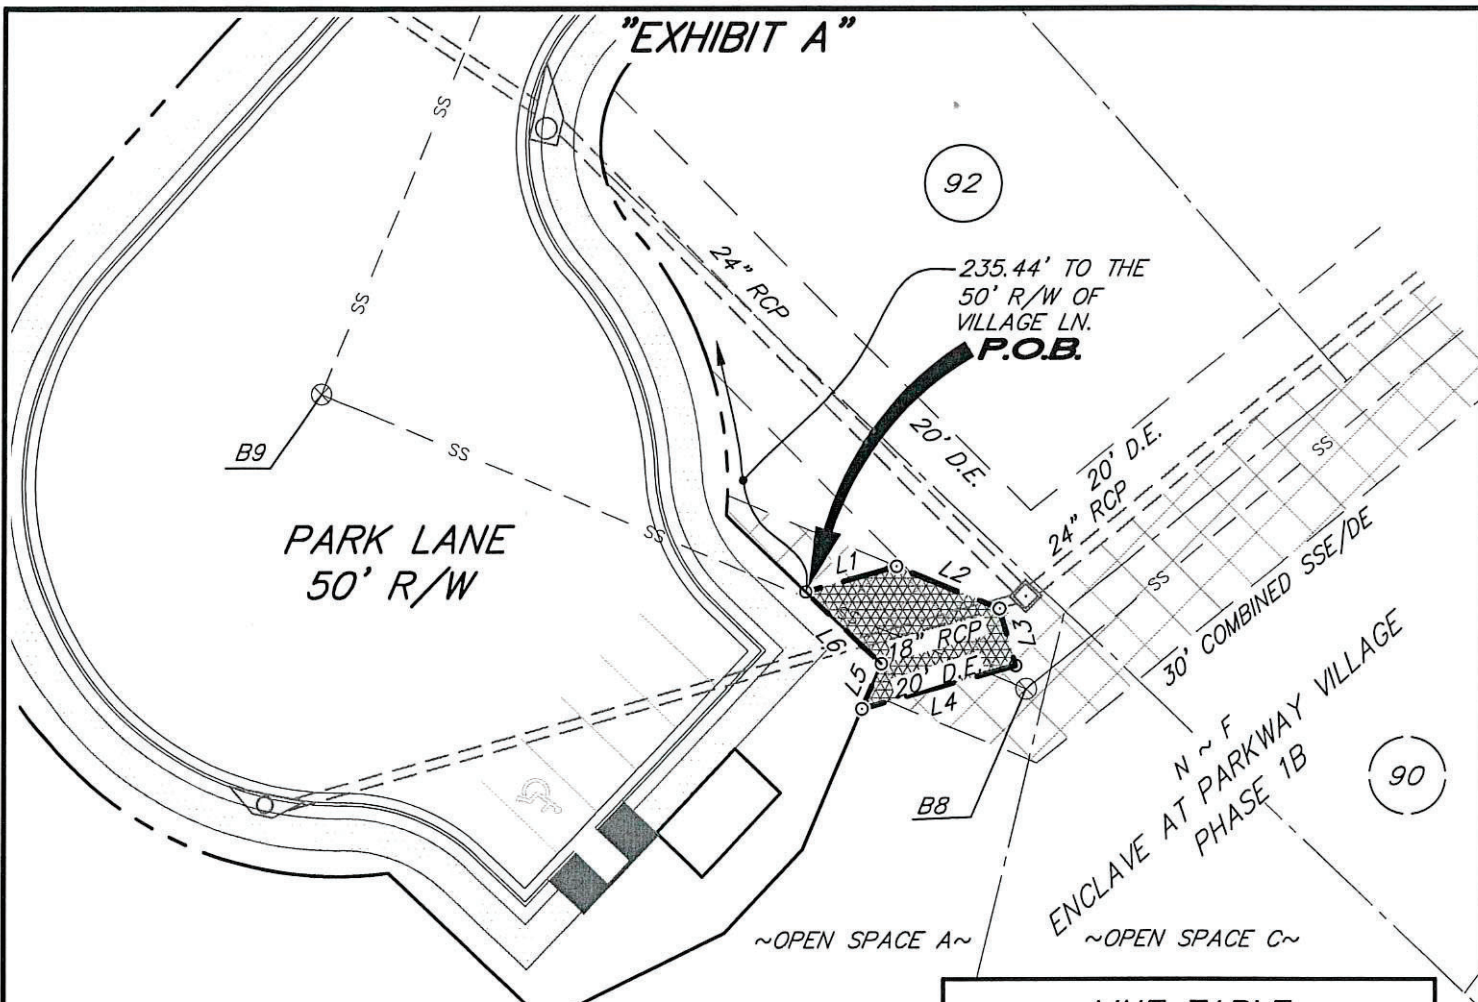 "EXHIBIT A"
SS
92
24" RCP
235.44' TO THE
50' R/W OF
VILLAGE LN.
P.O.B.
SS
B9
SS
20' D.E.
20' D.E.
24" RCP
SS
SS
PARK LANE
50' R/W
L1
L2
SS
30' COMBINED SSE/DE
L3
L6
18" RCP
20' D.E.
L5
L4
B8
N ~ F
ENCLAVE AT PARKWAY VILLAGE
PHASE 1B
90
~OPEN SPACE A~
~OPEN SPACE C~